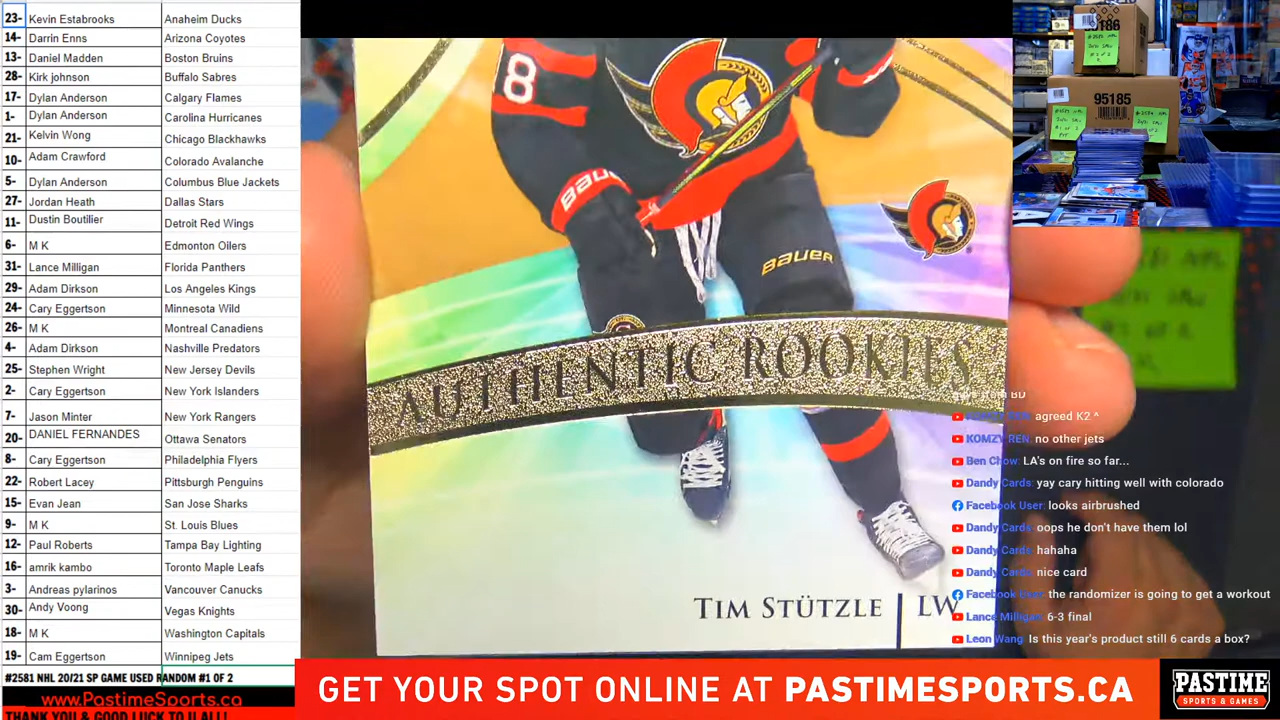 23- Kevin Estabrooks Anaheim Ducks
14- Darrin Enns Arizona Coyotes
13- Daniel Madden Boston Bruins
28- Kirk johnson Buffalo Sabres
17- Dylan Anderson Calgary Flames
1- Dylan Anderson Carolina Hurricanes
21- Kelvin Wong Chicago Blackhawks
10- Adam Crawford Colorado Avalanche
5- Dylan Anderson Columbus Blue Jackets
27- Jordan Heath Dallas Stars
11- Dustin Boutilier Detroit Red Wings
6- M K Edmonton Oilers
31- Lance Milligan Florida Panthers
29- Adam Dirkson Los Angeles Kings
24- Cary Eggertson Minnesota Wild
26- M K Montreal Canadiens
4- Adam Dirkson Nashville Predators
25- Stephen Wright New Jersey Devils
2- Cary Eggertson New York Islanders
7- Jason Minter New York Rangers
20- DANIEL FERNANDES Ottawa Senators
8- Cary Eggertson Philadelphia Flyers
22- Robert Lacey Pittsburgh Penguins
15- Evan Jean San Jose Sharks
9- M K St. Louis Blues
12- Paul Roberts Tampa Bay Lighting
16- amrik kambo Toronto Maple Leafs
3- Andreas pylarinos Vancouver Canucks
30- Andy Voong Vegas Knights
18- M K Washington Capitals
19- Cam Eggertson Winnipeg Jets
#2581 NHL 20/21 SP GAME USED RANDOM #1 OF 2
www.PastimeSports.ca
THANK YOU & GOOD LUCK TO U ALL!
8
BAUER
BAUER
AUTHENTIC ROOKIES
TIM STÜTZLE | LW
95185
agreed K2 ^
KOMZY REN: no other jets
Ben Chow: LA's on fire so far...
Dandy Cards: yay cary hitting well with colorado
Facebook User: looks airbrushed
Dandy Cards: oops he don't have them lol
Dandy Cards: hahaha
Dandy Cards: nice card
Facebook User: the randomizer is going to get a workout
Lance Milligan: 6-3 final
Leon Wang: Is this year's product still 6 cards a box?
GET YOUR SPOT ONLINE AT PASTIMESPORTS.CA
PASTIME
SPORTS & GAMES